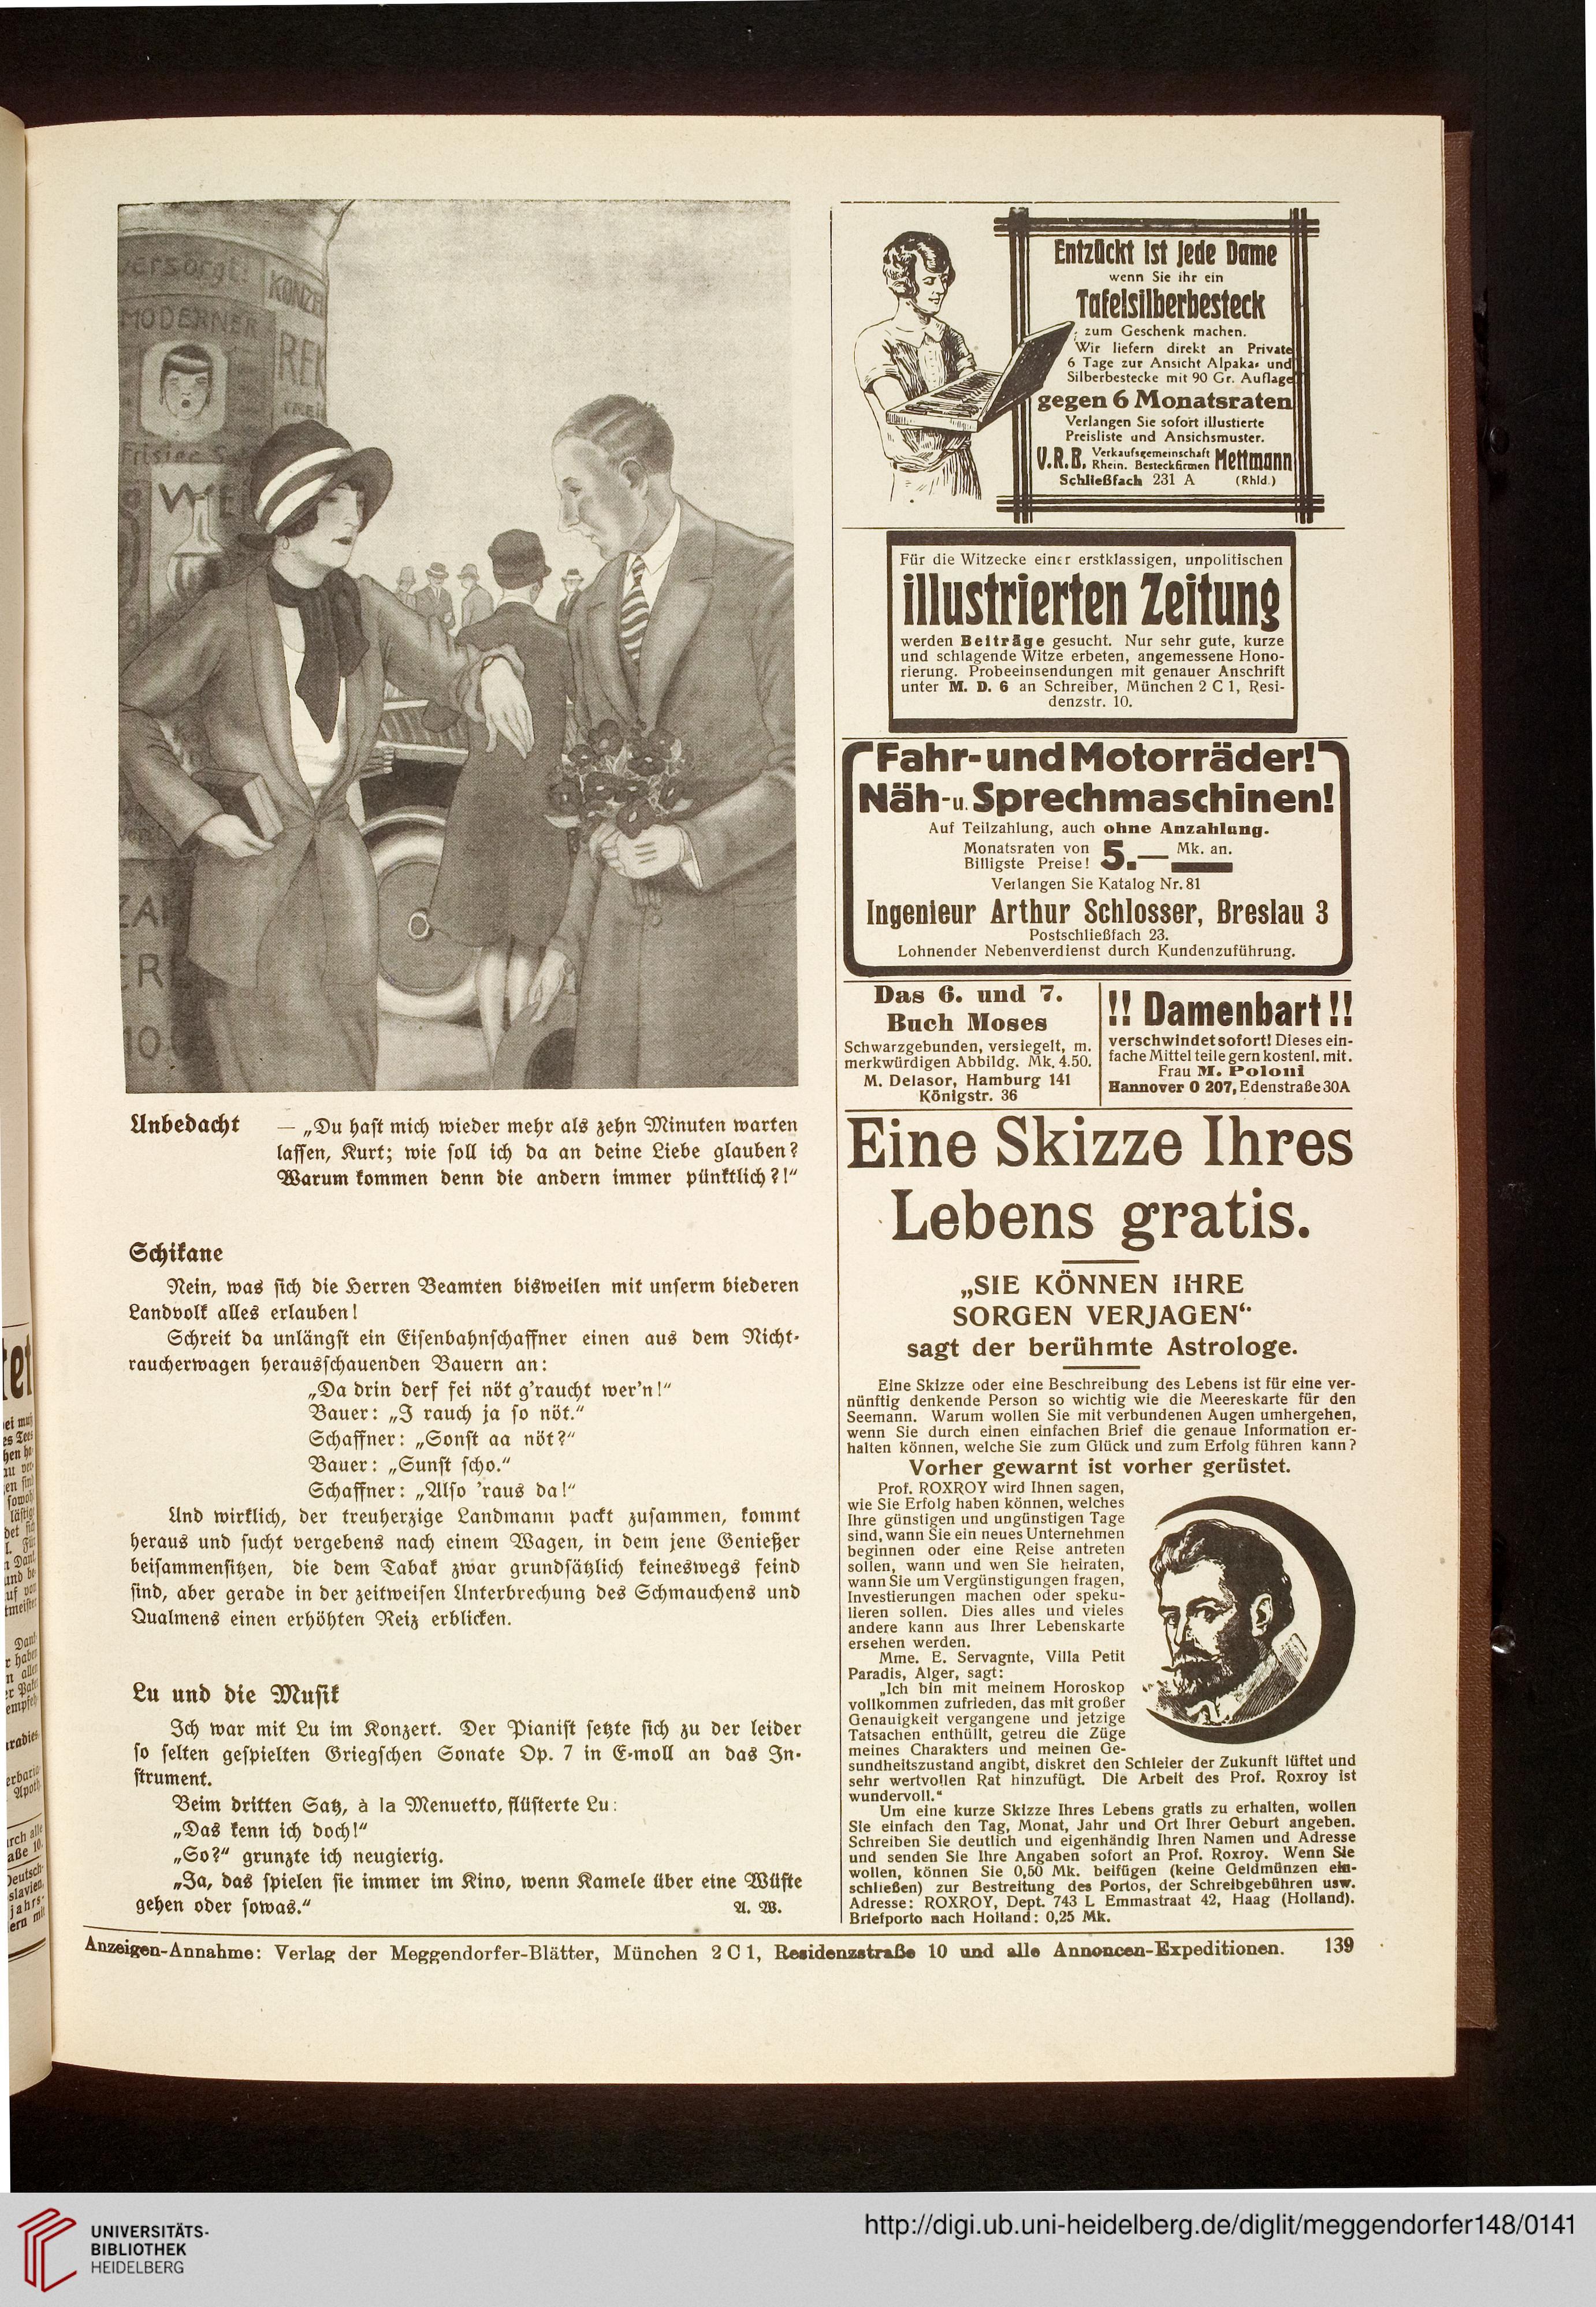 versorgt
KONZE
MODERNER
REK
Frisier S
WE
ZA
ER
Unbedacht — „Du hast mich wieder mehr als zehn Minuten warten
lassen, Kurt; wie soll ich da an deine Liebe glauben?
Warum kommen denn die andern immer pünktlich?!“
Schikane
Nein, was sich die Herren Beamten bisweilen mit unserm biederen
Landvolk alles erlauben!
Schreit da unlängst ein Eisenbahnschaffner einen aus dem Nicht-
raucherwagen herausschauenden Bauern an:
„Da drin derf fei nöt g'raucht wer'n!“
Bauer: „I rauch ja so nöt.“
Schaffner: „Sonst aa nöt?“
Bauer: „Sunst scho.“
Schaffner: „Also 'raus da!“
Und wirklich, der treuherzige Landmann packt zusammen, kommt
heraus und sucht vergebens nach einem Wagen, in dem jene Genießer
beisammensitzen, die dem Tabak zwar grundsätzlich keineswegs feind
sind, aber gerade in der zeitweisen Unterbrechung des Schmauchens und
Qualmens einen erhöhten Reiz erblicken.
Lu und die Musik
Ich war mit Lu im Konzert. Der Pianist setzte sich zu der leider
so selten gespielten Griegschen Sonate Op. 7 in E-moll an das In-
strument.
Beim dritten Satz, à la Menuetto, flüsterte Lu:
„Das kenn ich doch!“
„So?“ grunzte ich neugierig.
„Ja, das spielen sie immer im Kino, wenn Kamele über eine Wüste
gehen oder sowas.“ A. W.
Entzückt ist jede Dame
wenn Sie ihr ein
Tafelsilberbesteck
zum Geschenk machen.
Wir liefern direkt an Private
6 Tage zur Ansicht Alpaka- und
Silberbestecke mit 90 Gr. Auflage
gegen 6 Monatsraten
Verlangen Sie sofort illustierte
Preisliste und Ansichsmuster.
V.R.B. Verkaufsgemeinschaft Rhein. Besteckfirmen Mettmann
Schließfach 231 A (Rhld.)
Für die Witzecke einer erstklassigen, unpolitischen
illustrierten Zeitung
werden Beiträge gesucht. Nur sehr gute, kurze
und schlagende Witze erbeten, angemessene Hono-
rierung. Probeeinsendungen mit genauer Anschrift
unter M. D. 6 an Schreiber, München 2 C 1, Resi-
denzstr. 10.
Fahr- und Motorräder!
Näh- u. Sprechmaschinen!
Auf Teilzahlung, auch ohne Anzahlung.
Monatsraten von 5.— Mk. an.
Billigste Preise!
Verlangen Sie Katalog Nr. 81
Ingenieur Arthur Schlosser, Breslau 3
Postschließfach 23.
Lohnender Nebenverdienst durch Kundenzuführung.
Das 6. und 7.
Buch Moses
Schwarzgebunden, versiegelt, m.
merkwürdigen Abbildg. Mk. 4.50.
M. Delasor, Hamburg 141
Königstr. 36
!! Damenbart !!
verschwindet sofort! Dieses ein-
fache Mittel teile gern kostenl. mit.
Frau M. Poloni
Hannover O 207, Edenstraße 30A
Eine Skizze Ihres
Lebens gratis.
„SIE KÖNNEN IHRE
SORGEN VERJAGEN“
sagt der berühmte Astrologe.
Eine Skizze oder eine Beschreibung des Lebens ist für eine ver-
nünftig denkende Person so wichtig wie die Meereskarte für den
Seemann. Warum wollen Sie mit verbundenen Augen umhergehen,
wenn Sie durch einen einfachen Brief die genaue Information er-
halten können, welche Sie zum Glück und zum Erfolg führen kann?
Vorher gewarnt ist vorher gerüstet.
Prof. ROXROY wird Ihnen sagen,
wie Sie Erfolg haben können, welches
Ihre günstigen und ungünstigen Tage
sind, wann Sie ein neues Unternehmen
beginnen oder eine Reise antreten
sollen, wann und wen Sie heiraten,
wann Sie um Vergünstigungen fragen,
Investierungen machen oder speku-
lieren sollen. Dies alles und vieles
andere kann aus Ihrer Lebenskarte
ersehen werden.
Mme. E. Servagnte, Villa Petit
Paradis, Alger, sagt:
„Ich bin mit meinem Horoskop
vollkommen zufrieden, das mit großer
Genauigkeit vergangene und jetzige
Tatsachen enthüllt, getreu die Züge
meines Charakters und meinen Ge-
sundheitszustand angibt, diskret den Schleier der Zukunft lüftet und
sehr wertvollen Rat hinzufügt. Die Arbeit des Prof. Roxroy ist
wundervoll.“
Um eine kurze Skizze Ihres Lebens gratis zu erhalten, wollen
Sie einfach den Tag, Monat, Jahr und Ort Ihrer Geburt angeben.
Schreiben Sie deutlich und eigenhändig Ihren Namen und Adresse
und senden Sie Ihre Angaben sofort an Prof. Roxroy. Wenn Sie
wollen, können Sie 0,50 Mk. beifügen (keine Geldmünzen ein-
schließen) zur Bestreitung des Portos, der Schreibgebühren usw.
Adresse: ROXROY, Dept. 743 L Emmastraat 42, Haag (Holland).
Briefporto nach Holland: 0,25 Mk.
Anzeigen-Annahme: Verlag der Meggendorfer-Blätter, München 2 C 1, Residenzstraße 10 und alle Annoncen-Expeditionen. 139
UNIVERSITÄTS-
BIBLIOTHEK
HEIDELBERG
http://digi.ub.uni-heidelberg.de/diglit/meggendorfer148/0141